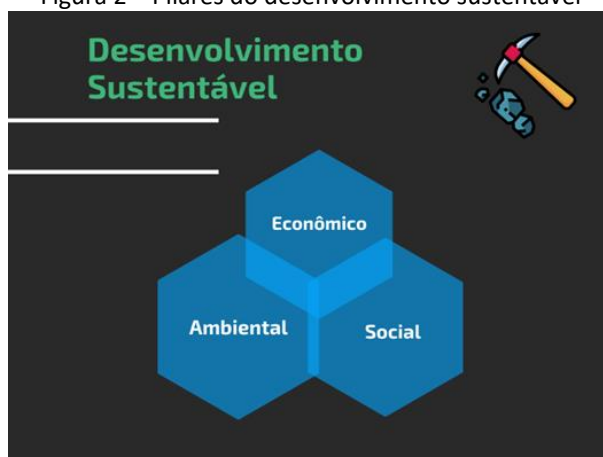 Figura 2 – Pilares do desenvolvimento sustentável
Desenvolvimento
Sustentável
Econômico
Ambiental
Social